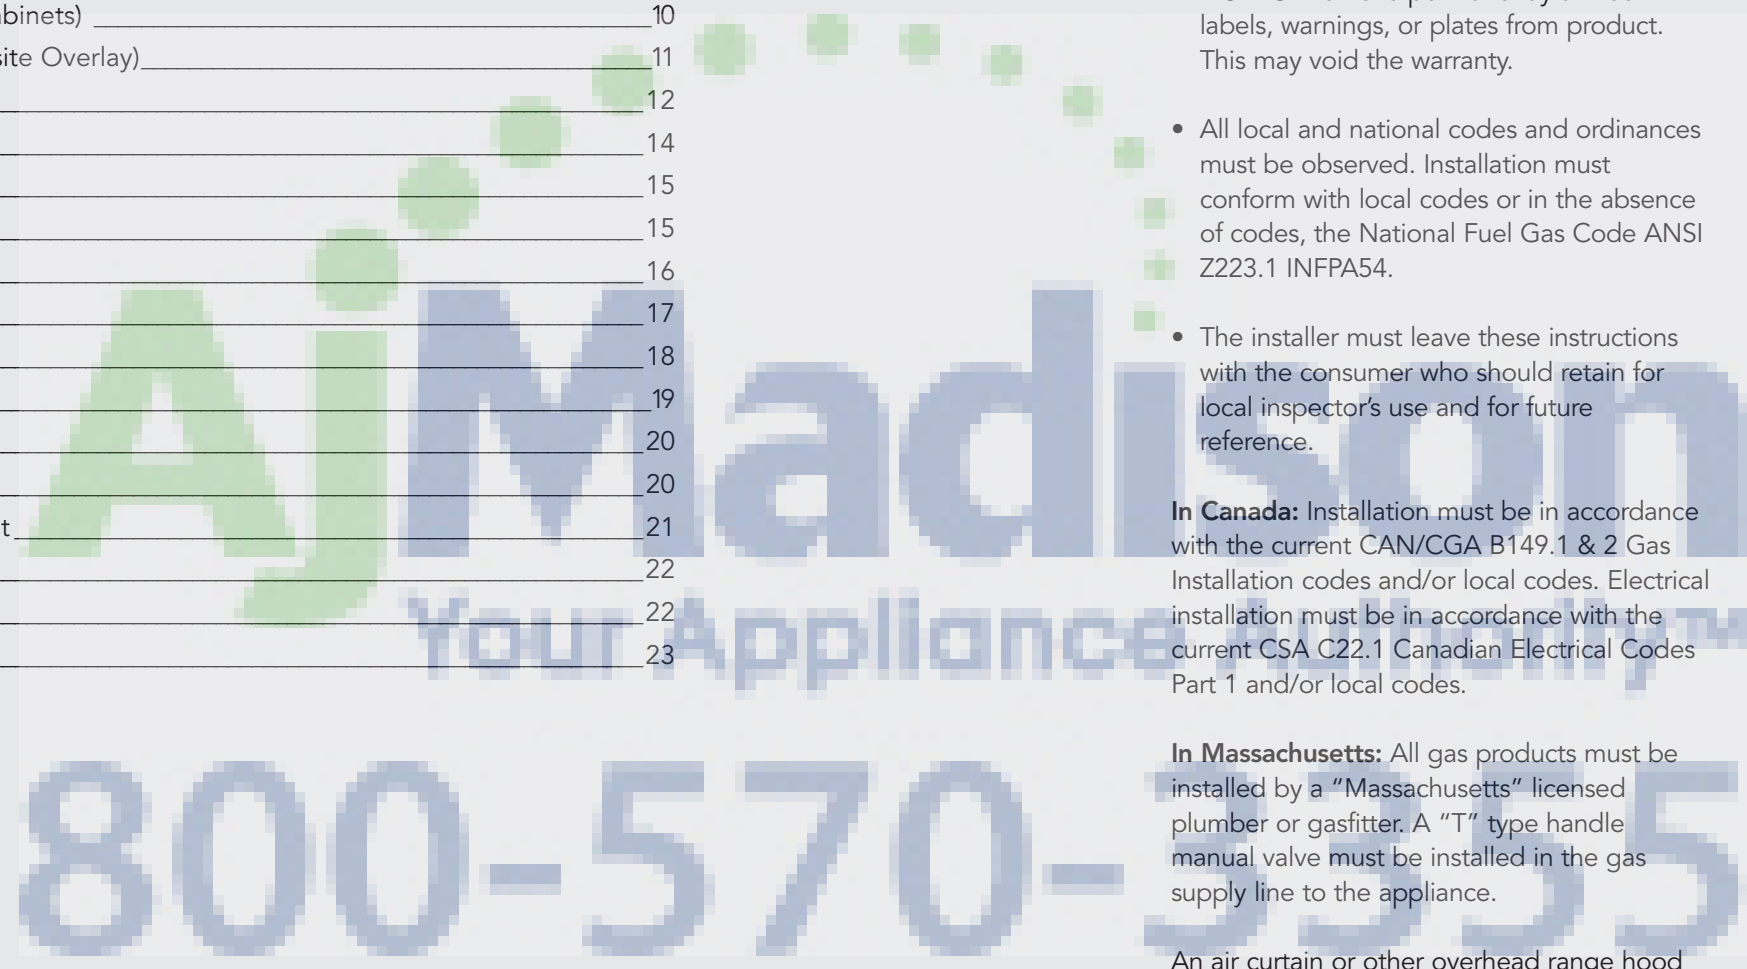 binets) 10
site Overlay) 11
12
14
15
15
16
17
18
19
20
20
t 21
22
22
23
labels, warnings, or plates from product.
This may void the warranty.
• All local and national codes and ordinances
must be observed. Installation must
conform with local codes or in the absence
of codes, the National Fuel Gas Code ANSI
Z223.1 INFPA54.
• The installer must leave these instructions
with the consumer who should retain for
local inspector’s use and for future
reference.
In Canada: Installation must be in accordance
with the current CAN/CGA B149.1 & 2 Gas
Installation codes and/or local codes. Electrical
installation must be in accordance with the
current CSA C22.1 Canadian Electrical Codes
Part 1 and/or local codes.
In Massachusetts: All gas products must be
installed by a “Massachusetts” licensed
plumber or gasfitter. A “T” type handle
manual valve must be installed in the gas
supply line to the appliance.
An air curtain or other overhead range hood
AjMadison
Your Appliance Authority™
800-570-3355